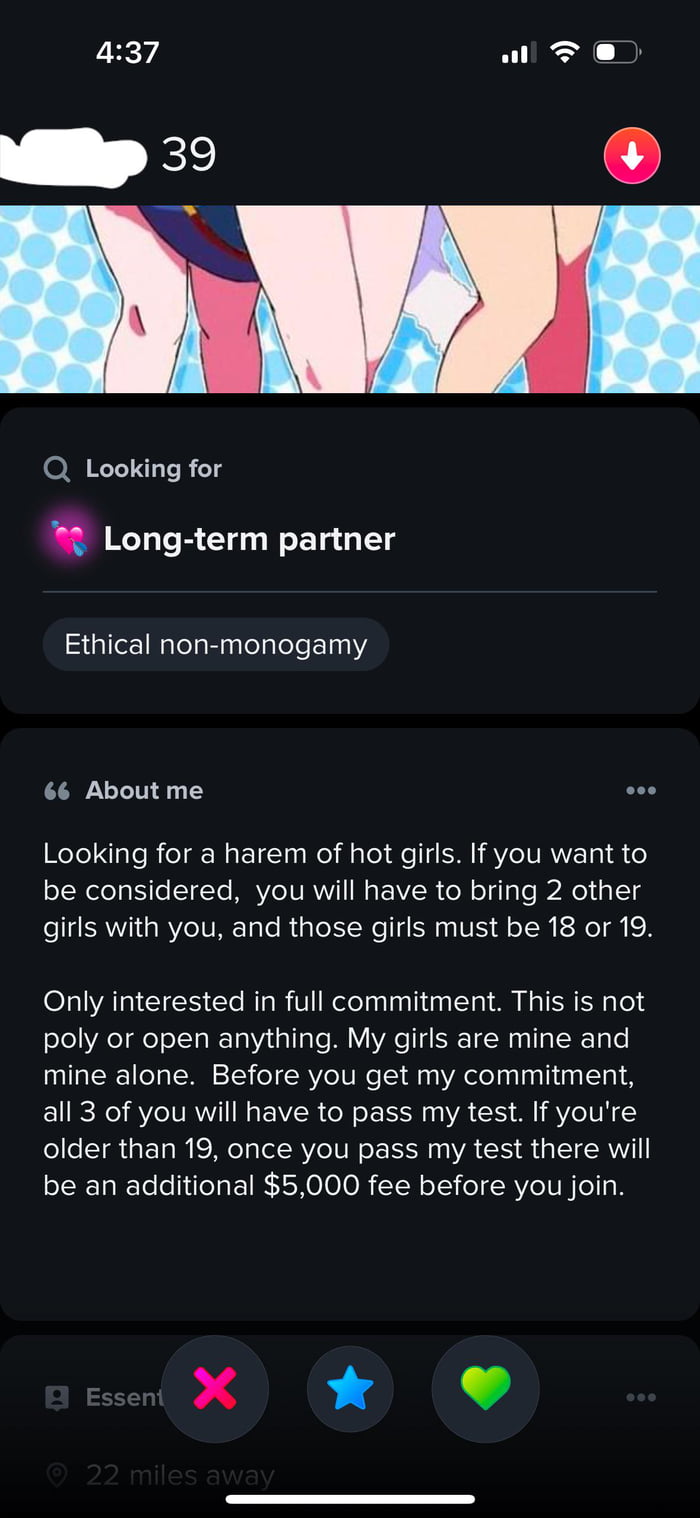 4:37
39
Looking for
Long-term partner
Ethical non-monogamy
About me
Looking for a harem of hot girls. If you want to
be considered,  you will have to bring 2 other
girls with you, and those girls must be 18 or 19.
Only interested in full commitment. This is not
poly or open anything. My girls are mine and
mine alone.  Before you get my commitment,
all 3 of you will have to pass my test. If you're
older than 19, once you pass my test there will
be an additional $5,000 fee before you join.
Essent
22 miles away